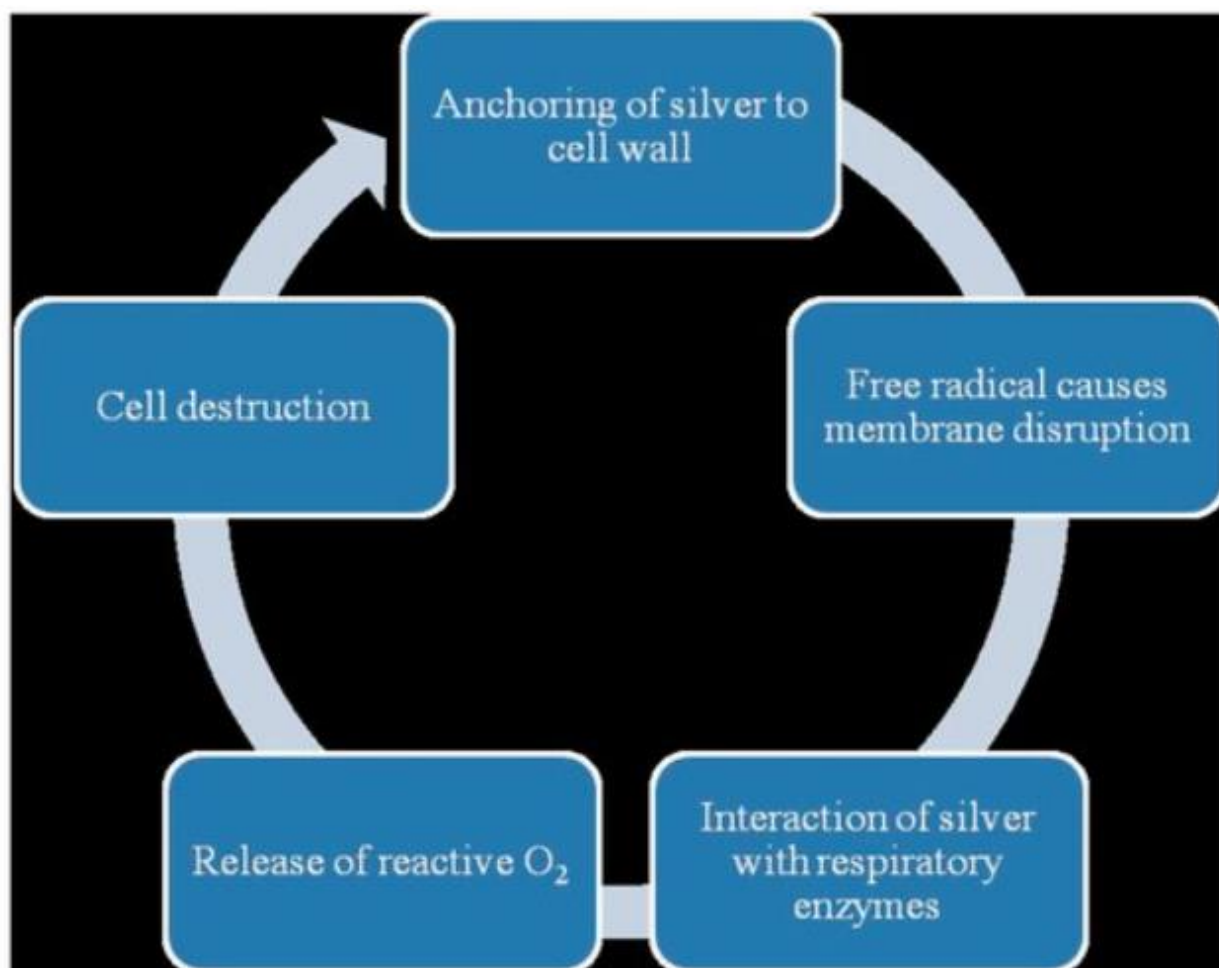 Anchoring of silver to
cell wall
Free radical causes
membrane disruption
Interaction of silver
with respiratory
enzymes
Release of reactive O₂
Cell destruction